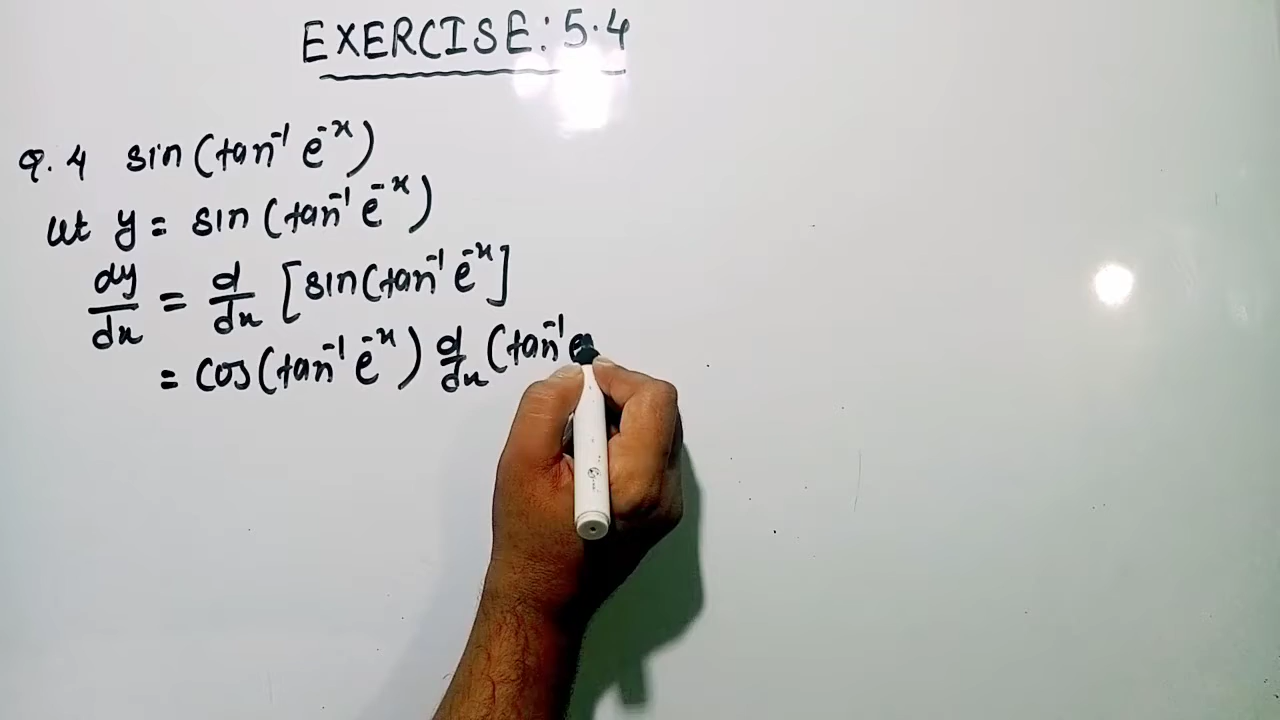 EXERCISE: 5.4
Q. 4 sin(tan⁻¹ e⁻ˣ)
Let y = sin(tan⁻¹ e⁻ˣ)
dy/dx = d/dx [sin(tan⁻¹ e⁻ˣ]
= cos(tan⁻¹ e⁻ˣ) d/dx (tan⁻¹ e